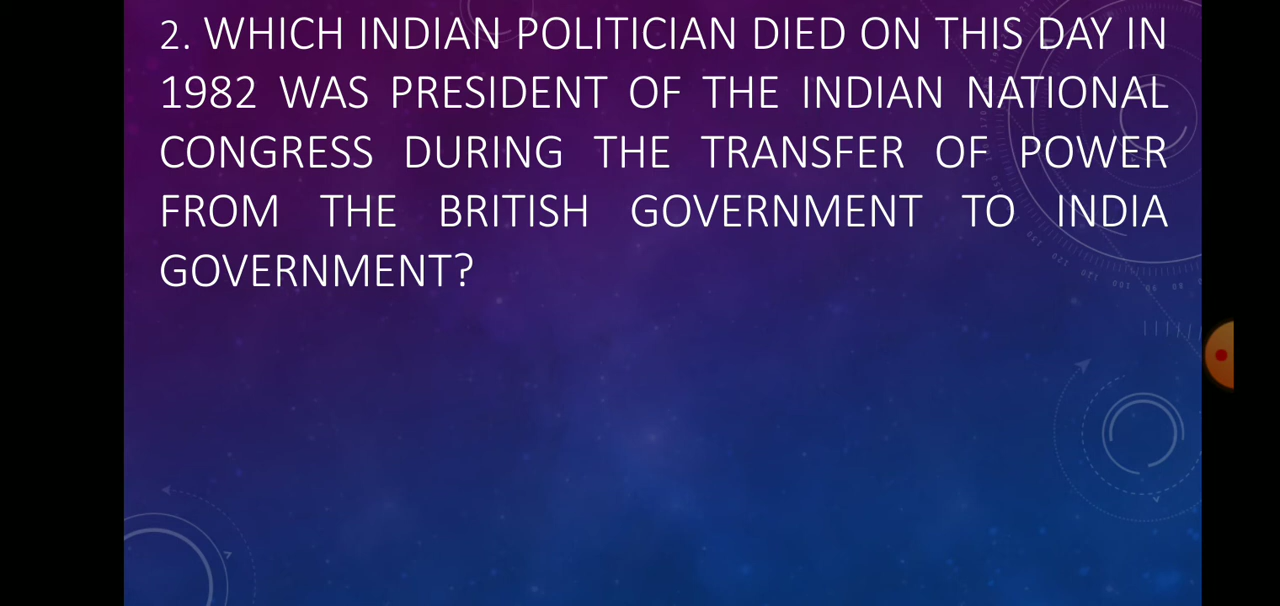 2. WHICH INDIAN POLITICIAN DIED ON THIS DAY IN
1982 WAS PRESIDENT OF THE INDIAN NATIONAL
CONGRESS DURING THE TRANSFER OF POWER
FROM THE BRITISH GOVERNMENT TO INDIA
GOVERNMENT?